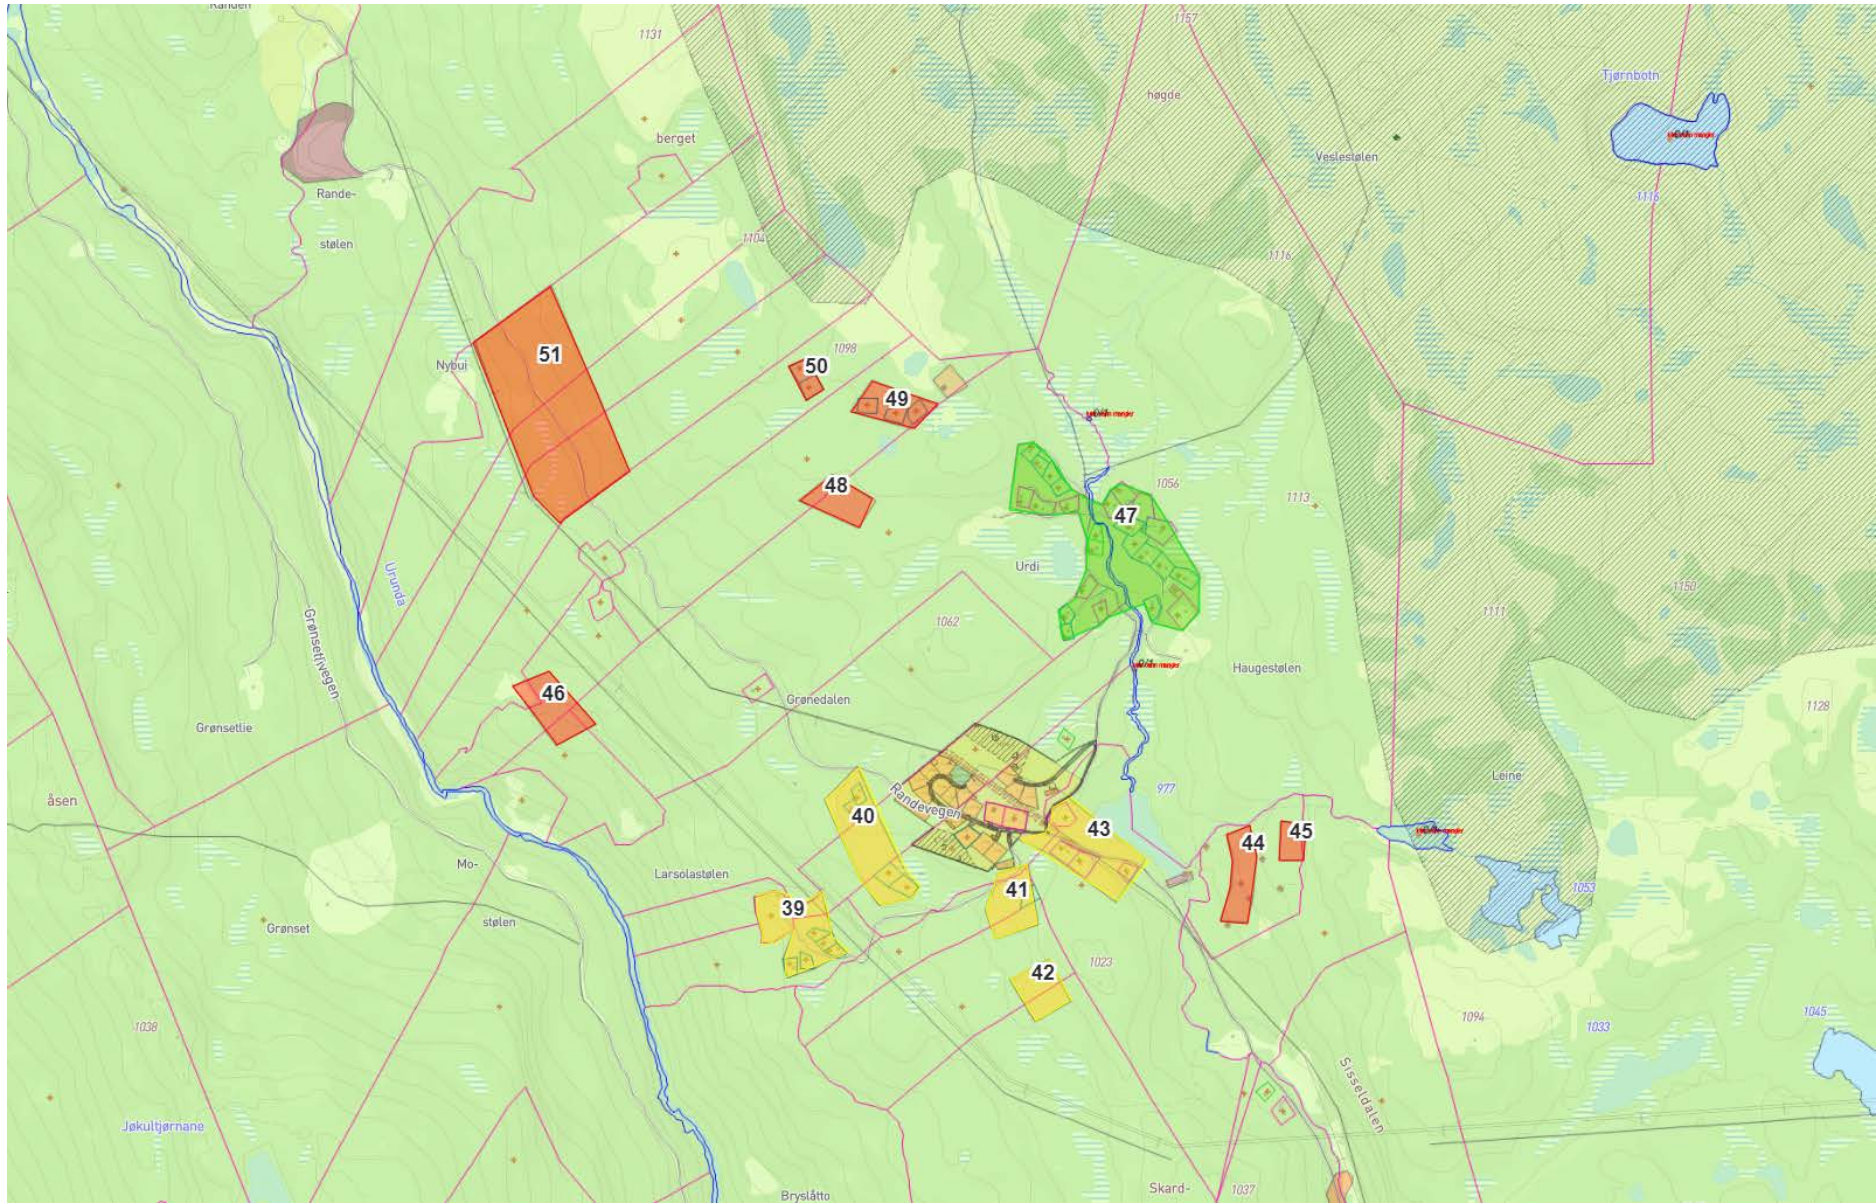 Randen
1131
1157
Tjørnbotn
høgde
berget
Veslestølen
Rande-
1116
stølen
1104
1116
1098
Nybui
51
50
49
48
1056
1113
47
Urdi
Urunda
1150
1111
1062
Grønsetlivegen
46
Grønedalen
Haugestølen
1128
Grønsetlie
Leine
977
åsen
Randevegen
40
43
44
45
Mo-
Larsolastølen
41
1053
39
stølen
Grønset
1023
42
1038
1094
1033
1045
Sisseldalen
Jøkultjørnane
Bryslåtto
Skard-
1037